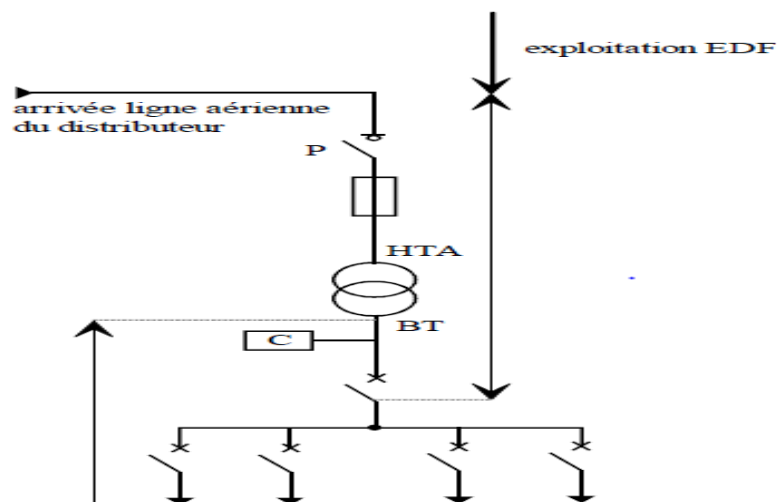 exploitation EDF
arrivée ligne aérienne
du distributeur
P
HTA
BT
C